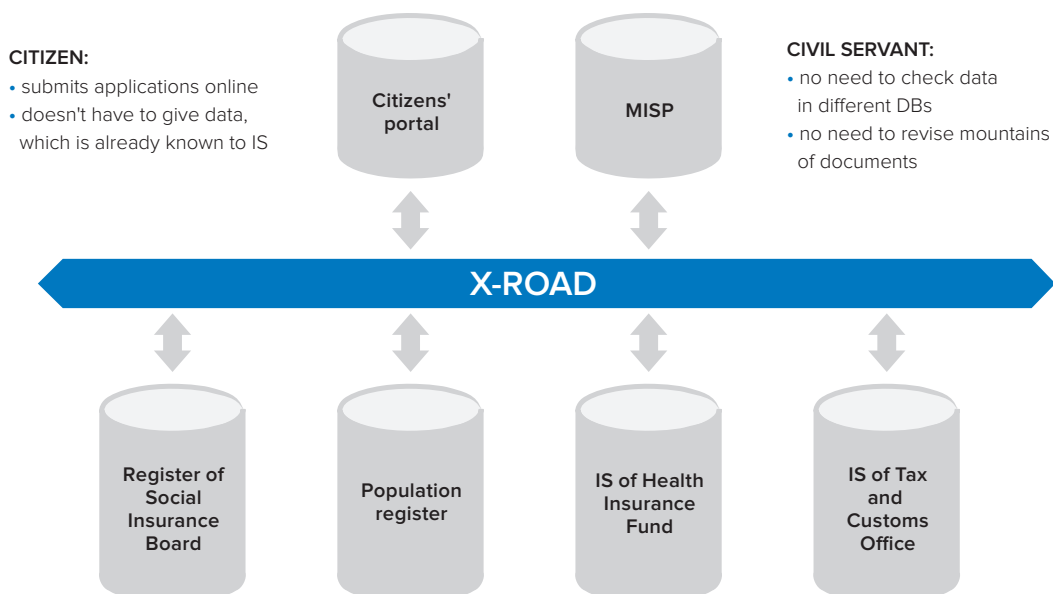 CITIZEN:
• submits applications online
• doesn't have to give data,
which is already known to IS
Citizens'
portal
MISP
CIVIL SERVANT:
• no need to check data
in different DBs
• no need to revise mountains
of documents
X-ROAD
Register of
Social
Insurance
Board
Population
register
IS of Health
Insurance
Fund
IS of Tax
and
Customs
Office